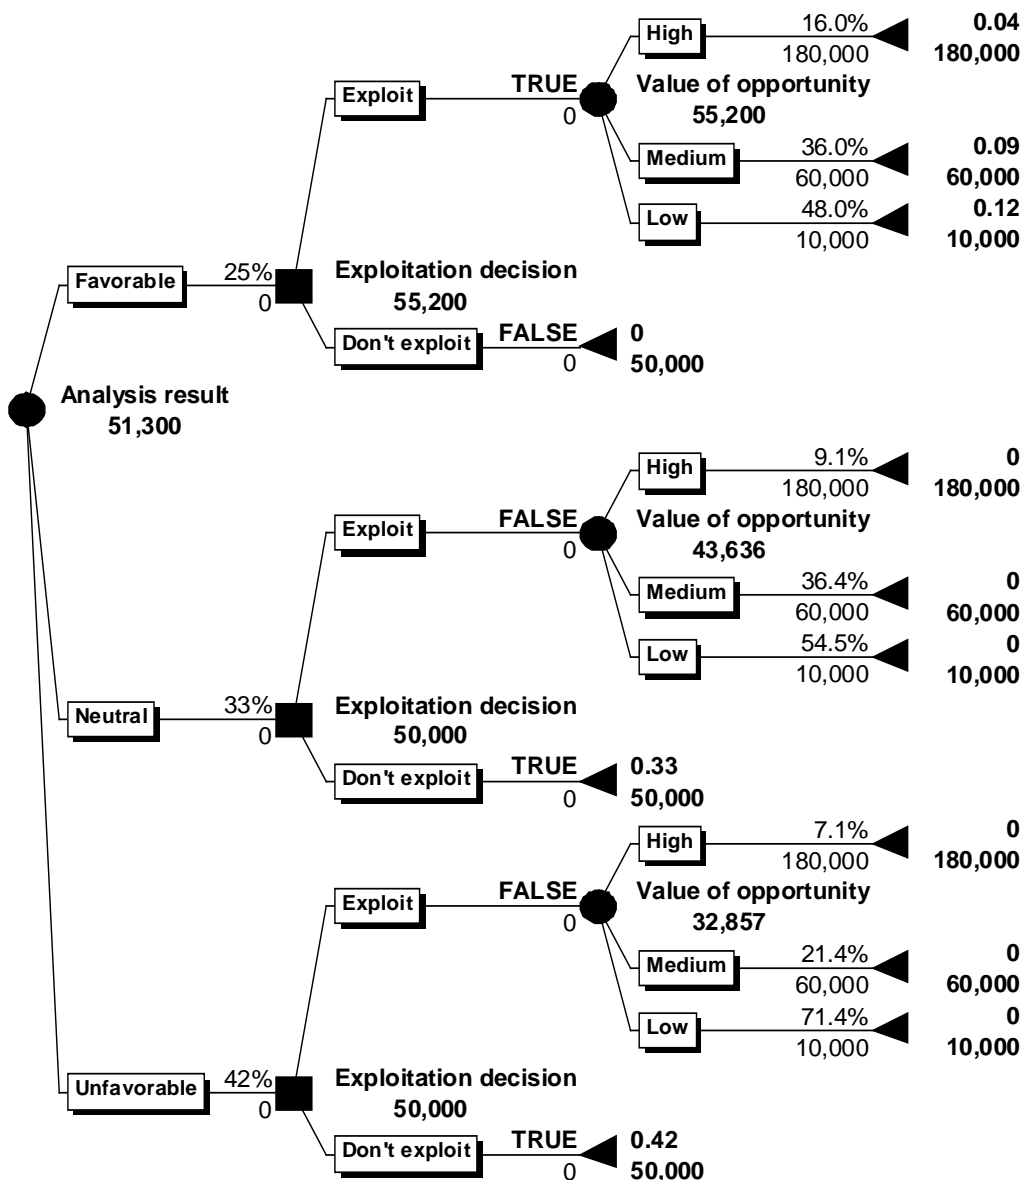 High 16.0% 0.04
180,000 180,000
Exploit TRUE Value of opportunity
0 55,200
Medium 36.0% 0.09
60,000 60,000
Low 48.0% 0.12
10,000 10,000
Favorable 25% Exploitation decision
0 55,200
Don't exploit FALSE 0
0 50,000
Analysis result
51,300
High 9.1% 0
180,000 180,000
Exploit FALSE Value of opportunity
0 43,636
Medium 36.4% 0
60,000 60,000
Low 54.5% 0
10,000 10,000
Neutral 33% Exploitation decision
0 50,000
Don't exploit TRUE 0.33
0 50,000
High 7.1% 0
180,000 180,000
Exploit FALSE Value of opportunity
0 32,857
Medium 21.4% 0
60,000 60,000
Low 71.4% 0
10,000 10,000
Unfavorable 42% Exploitation decision
0 50,000
Don't exploit TRUE 0.42
0 50,000